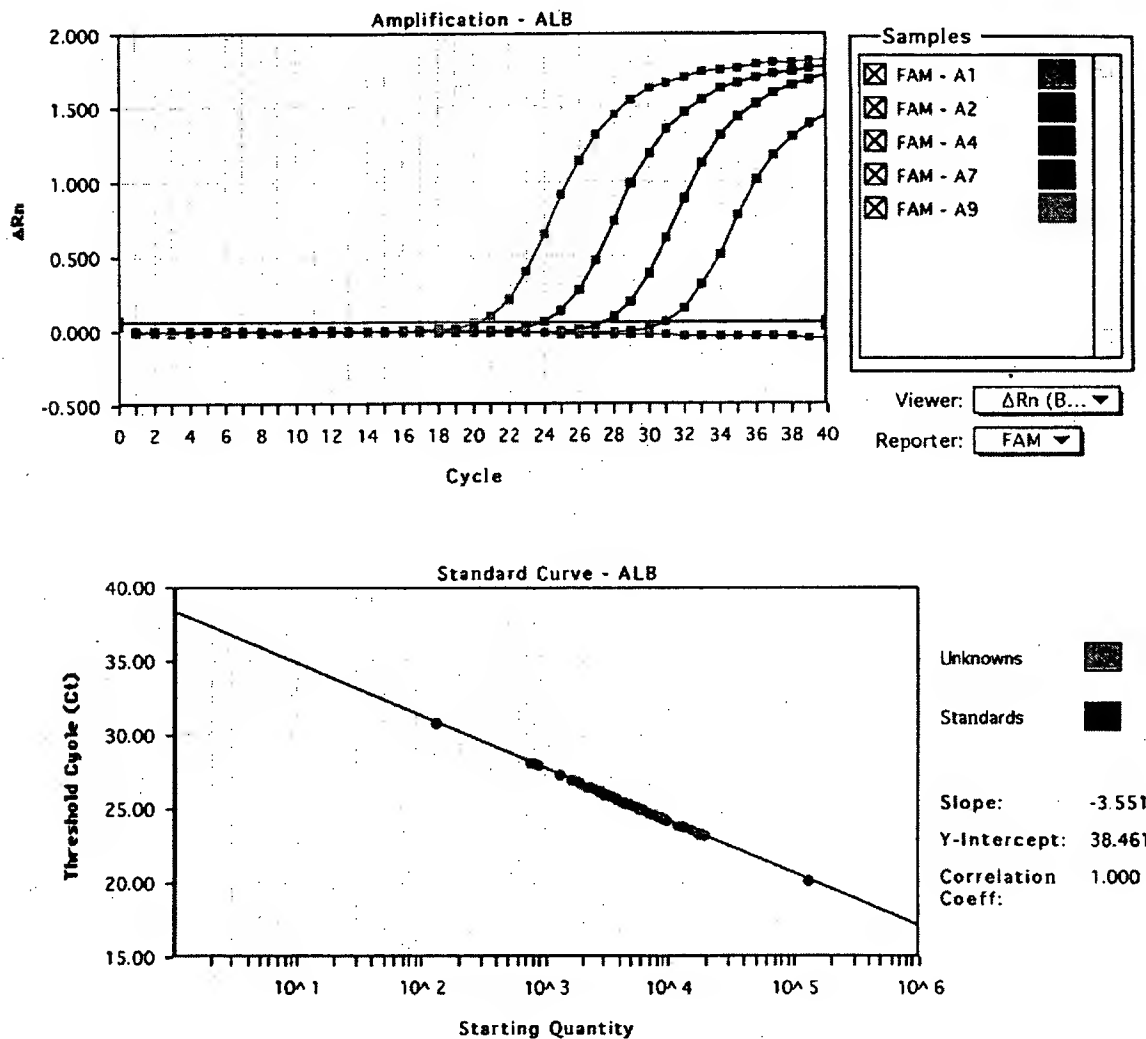 Amplification - ALB
2.000
1.500
1.000
0.500
0.000
-0.500
ΔRn
0 2 4 6 8 10 12 14 16 18 20 22 24 26 28 30 32 34 36 38 40
Cycle
Samples
FAM - A1
FAM - A2
FAM - A4
FAM - A7
FAM - A9
Viewer: ΔRn (B... ▼
Reporter: FAM ▼
Standard Curve - ALB
40.00
35.00
30.00
25.00
20.00
15.00
Threshold Cycle (Ct)
10^1 10^2 10^3 10^4 10^5 10^6
Starting Quantity
Unknowns
Standards
Slope: -3.551
Y-Intercept: 38.461
Correlation 1.000
Coeff: